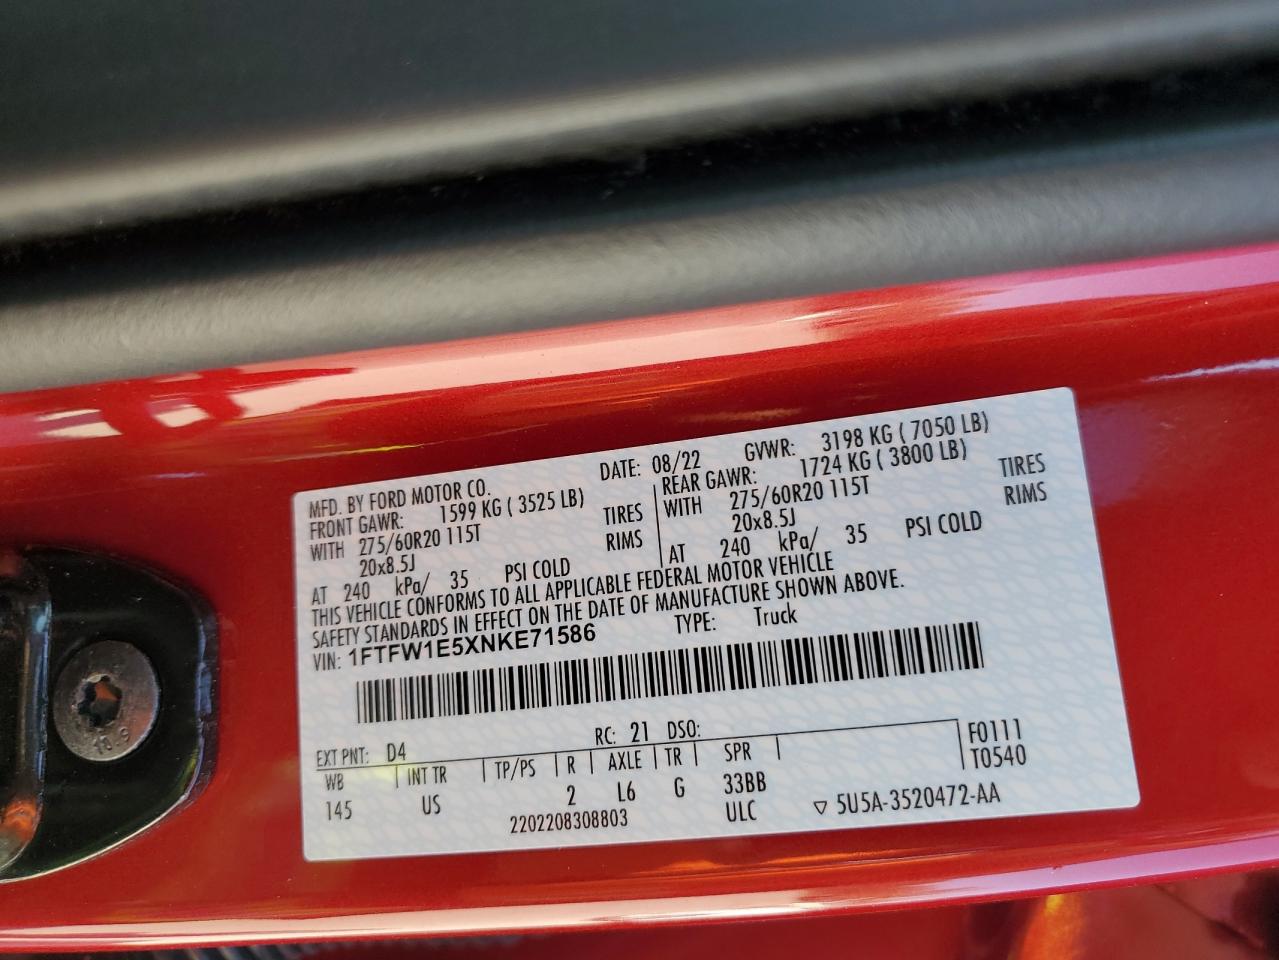 MFD. BY FORD MOTOR CO. DATE: 08/22 GVWR: 3198 KG ( 7050 LB)
FRONT GAWR: 1599 KG ( 3525 LB) REAR GAWR: 1724 KG ( 3800 LB)
WITH 275/60R20 115T TIRES WITH 275/60R20 115T TIRES
20x8.5J RIMS 20x8.5J RIMS
AT 240 kPa/ 35 PSI COLD AT 240 kPa/ 35 PSI COLD
THIS VEHICLE CONFORMS TO ALL APPLICABLE FEDERAL MOTOR VEHICLE
SAFETY STANDARDS IN EFFECT ON THE DATE OF MANUFACTURE SHOWN ABOVE.
VIN: 1FTFW1E5XNKE71586 TYPE: Truck
EXT PNT: D4 RC: 21 DSO: F0111
WB INT TR TP/PS R AXLE TR SPR T0540
145 US 2 L6 G 33BB
2202208308803 ULC ▽ 5U5A-3520472-AA
10.9